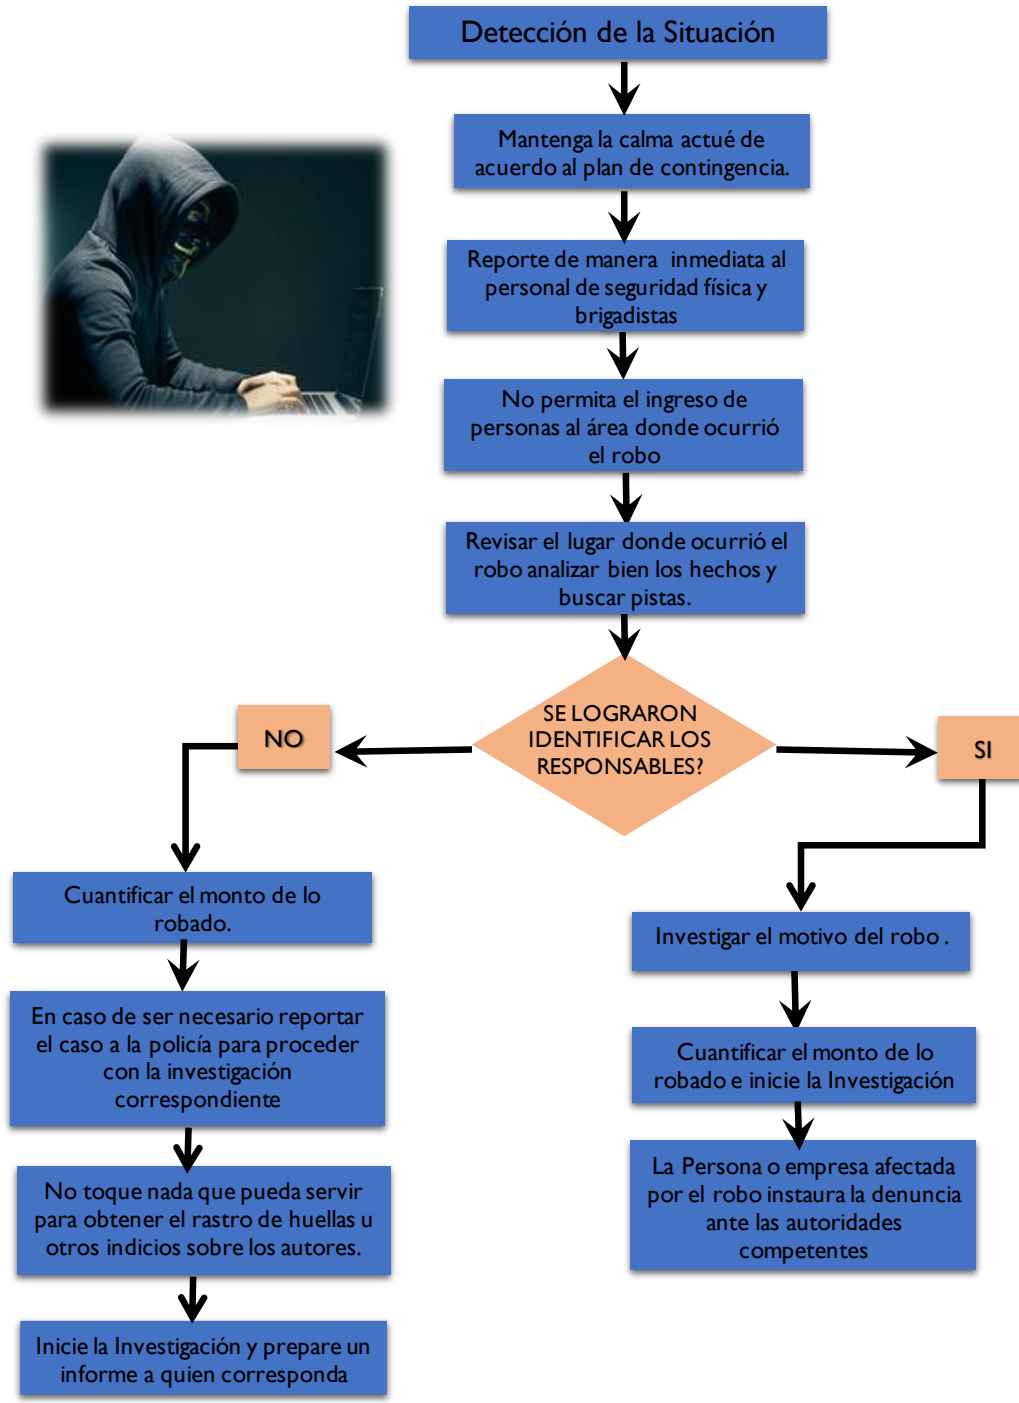 Detección de la Situación
Mantenga la calma actué de
acuerdo al plan de contingencia.
Reporte de manera inmediata al
personal de seguridad física y
brigadistas
No permita el ingreso de
personas al área donde ocurrió
el robo
Revisar el lugar donde ocurrió el
robo analizar bien los hechos y
buscar pistas.
SE LOGRARON
IDENTIFICAR LOS
RESPONSABLES?
NO
SI
Cuantificar el monto de lo
robado.
En caso de ser necesario reportar
el caso a la policía para proceder
con la investigación
correspondiente
No toque nada que pueda servir
para obtener el rastro de huellas u
otros indicios sobre los autores.
Inicie la Investigación y prepare un
informe a quien corresponda
Investigar el motivo del robo .
Cuantificar el monto de lo
robado e inicie la Investigación
La Persona o empresa afectada
por el robo instaura la denuncia
ante las autoridades
competentes